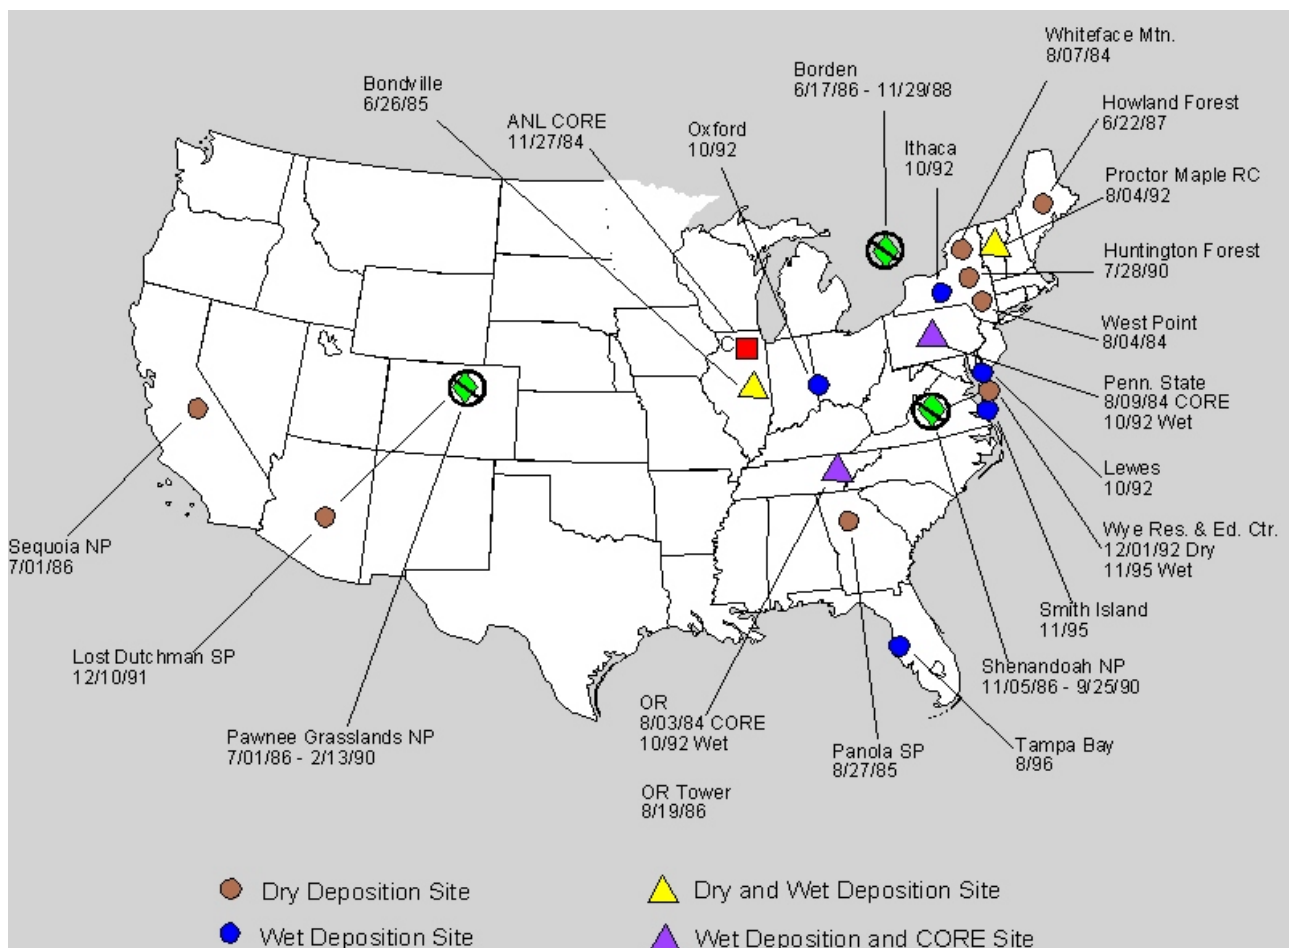 Whiteface Mtn.
8/07/84
Borden
6/17/86 - 11/29/88
Bondville
6/26/85
Howland Forest
6/22/87
ANL CORE
11/27/84
Oxford
10/92
Ithaca
10/92
Proctor Maple RC
8/04/92
Huntington Forest
7/28/90
West Point
8/04/84
C
Penn. State
8/09/84 CORE
10/92 Wet
Lewes
10/92
Wye Res. & Ed. Ctr.
12/01/92 Dry
11/95 Wet
Sequoia NP
7/01/86
Smith Island
11/95
Lost Dutchman SP
12/10/91
Shenandoah NP
11/05/86 - 9/25/90
OR
8/03/84 CORE
10/92 Wet
Pawnee Grasslands NP
7/01/86 - 2/13/90
Panola SP
8/27/85
Tampa Bay
8/96
OR Tower
8/19/86
Dry Deposition Site
Dry and Wet Deposition Site
Wet Deposition Site
Wet Deposition and CORE Site